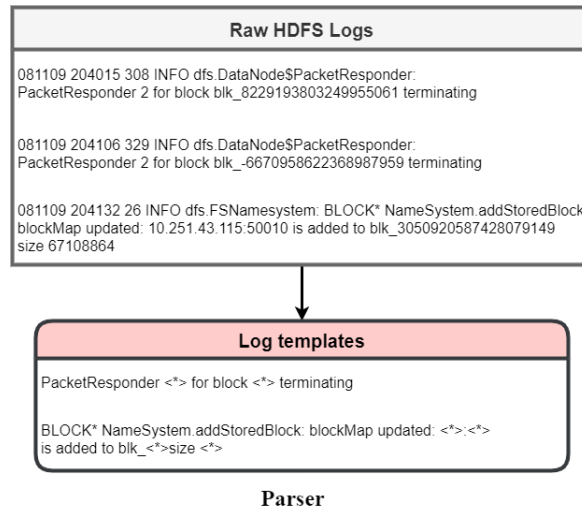 Raw HDFS Logs
081109 204015 308 INFO dfs.DataNode$PacketResponder:
PacketResponder 2 for block blk_8229193803249955061 terminating
081109 204106 329 INFO dfs.DataNode$PacketResponder:
PacketResponder 2 for block blk_-6670958622368987959 terminating
081109 204132 26 INFO dfs.FSNamesystem: BLOCK* NameSystem.addStoredBlock
blockMap updated: 10.251.43.115:50010 is added to blk_3050920587428079149
size 67108864
Log templates
PacketResponder <*> for block <*> terminating
BLOCK* NameSystem.addStoredBlock: blockMap updated: <*>:<*>
is added to blk_<*>size <*>
Parser